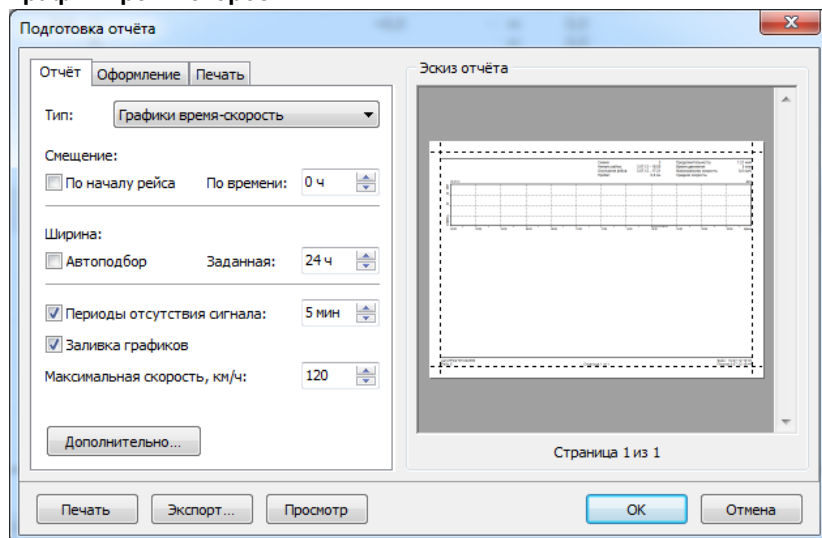 Подготовка отчёта
Отчёт Оформление Печать
Тип: Графики время-скорость
Смещение:
По началу рейса По времени: 0 ч
Ширина:
Автоподбор Заданная: 24 ч
Периоды отсутствия сигнала: 5 мин
Заливка графиков
Максимальная скорость, км/ч: 120
Дополнительно...
Эскиз отчёта
Страница 1 из 1
Печать Экспорт... Просмотр OK Отмена